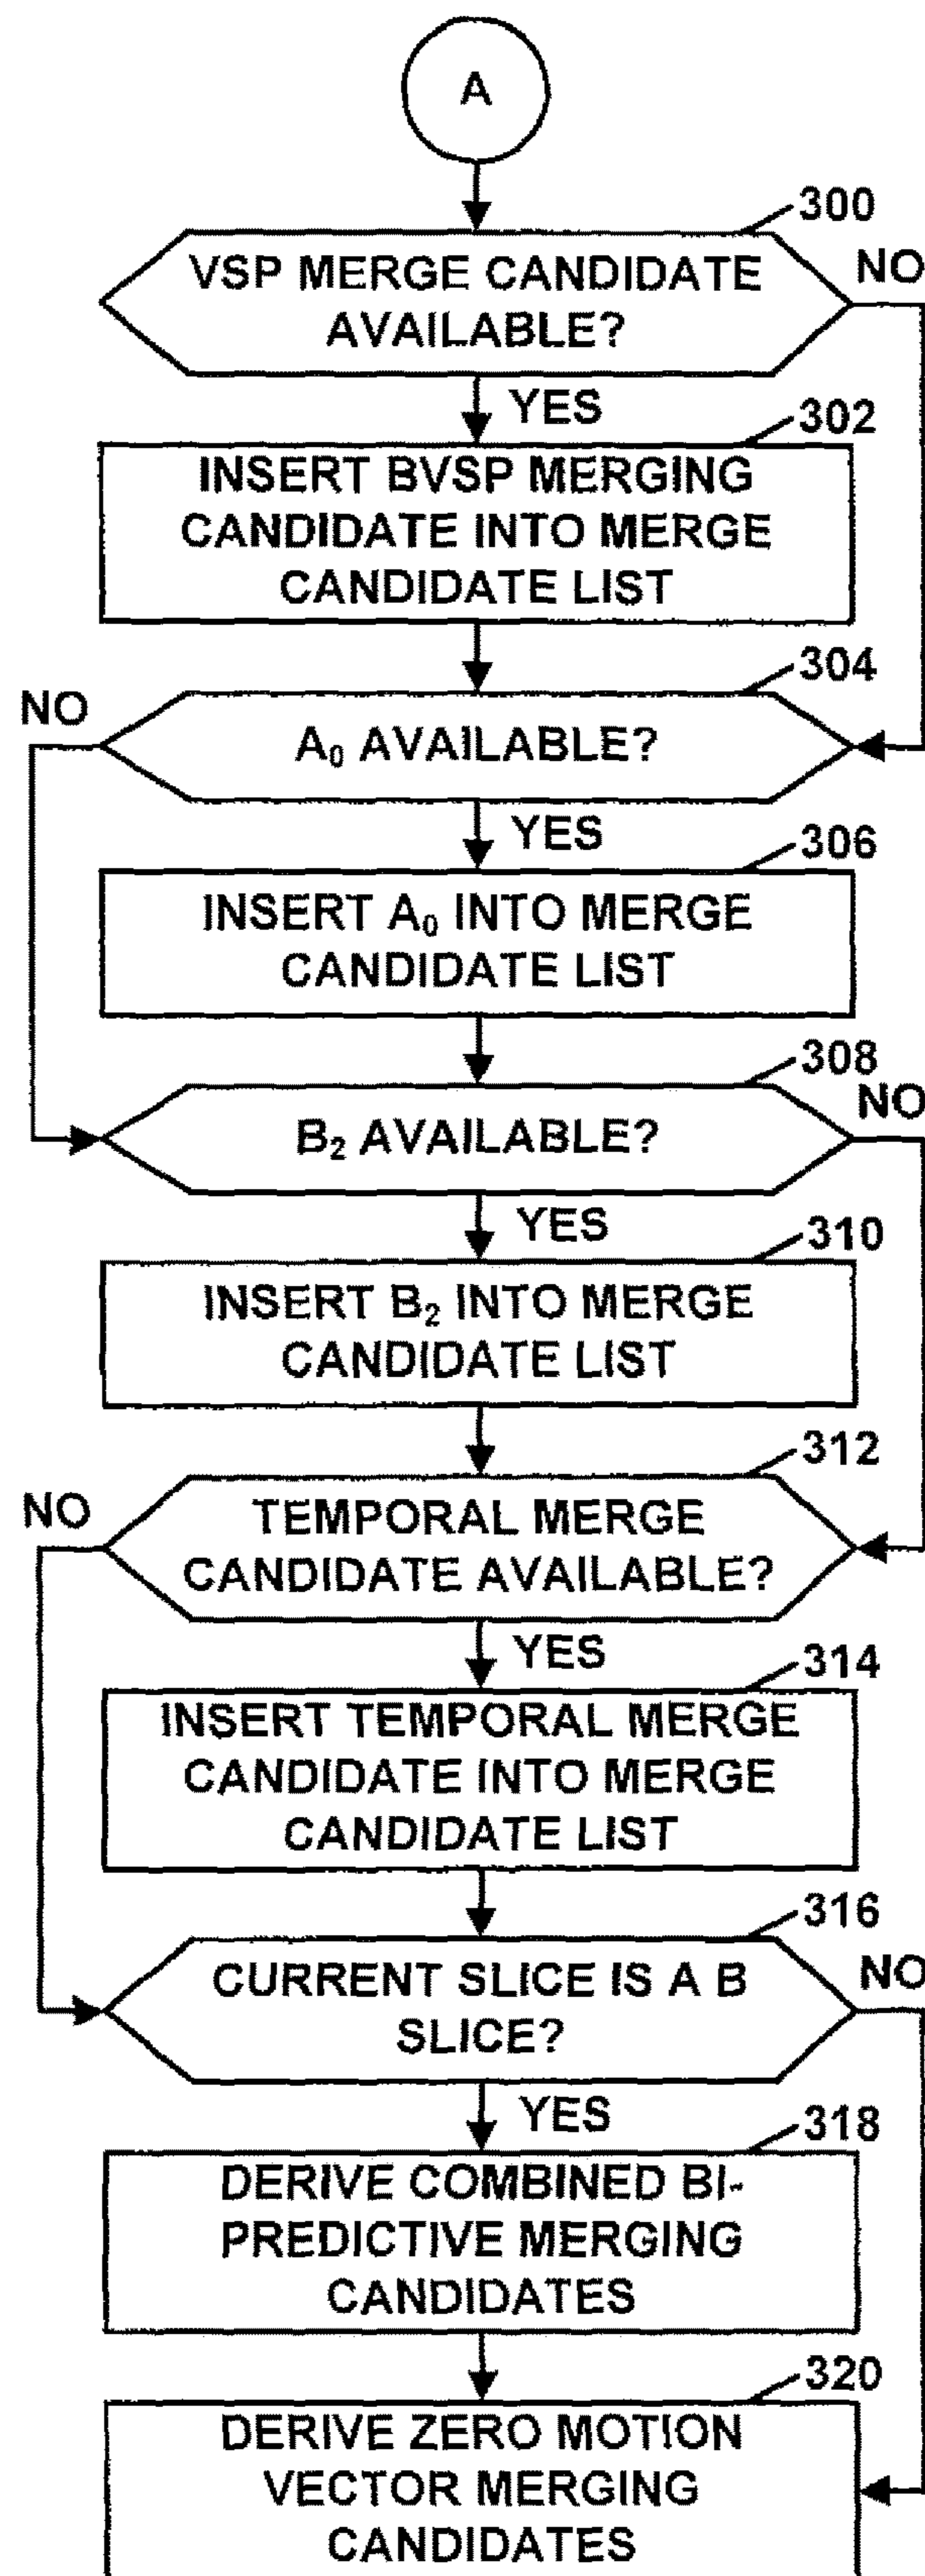 A
300
VSP MERGE CANDIDATE
AVAILABLE?
NO
YES
302
INSERT BVSP MERGING
CANDIDATE INTO MERGE
CANDIDATE LIST
304
NO
A₀ AVAILABLE?
YES
306
INSERT A₀ INTO MERGE
CANDIDATE LIST
308
NO
B₂ AVAILABLE?
YES
310
INSERT B₂ INTO MERGE
CANDIDATE LIST
312
NO
TEMPORAL MERGE
CANDIDATE AVAILABLE?
YES
314
INSERT TEMPORAL MERGE
CANDIDATE INTO MERGE
CANDIDATE LIST
316
NO
CURRENT SLICE IS A B
SLICE?
YES
318
DERIVE COMBINED BI-
PREDICTIVE MERGING
CANDIDATES
320
DERIVE ZERO MOTION
VECTOR MERGING
CANDIDATES